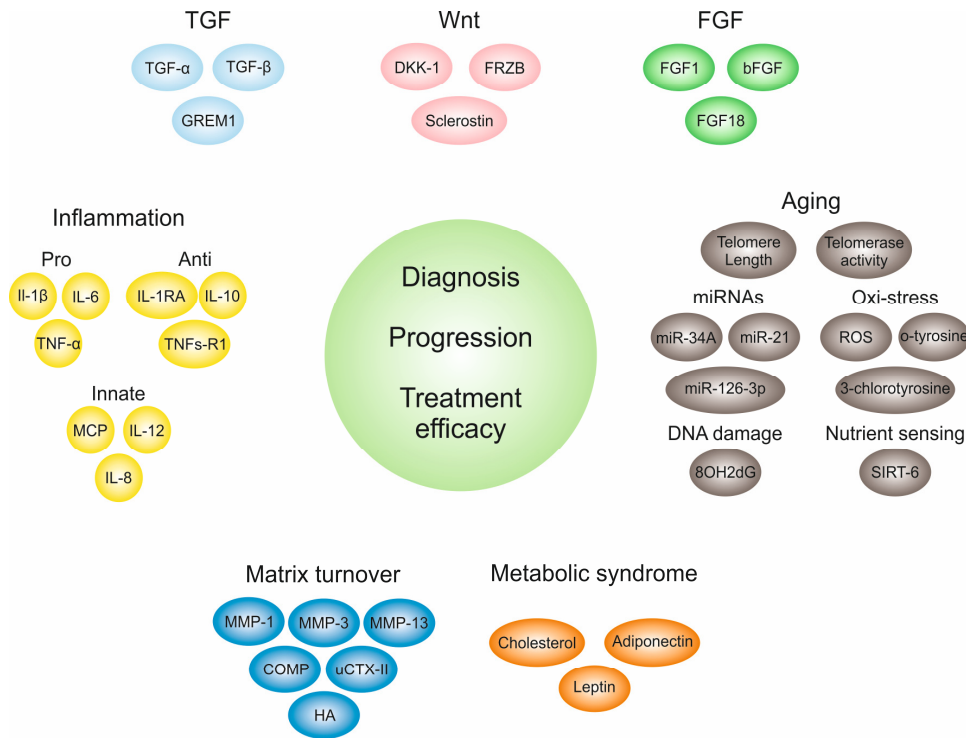 TGF
TGF-α
TGF-β
GREM1
Wnt
DKK-1
FRZB
Sclerostin
FGF
FGF1
bFGF
FGF18
Inflammation
Pro
Il-1β
IL-6
TNF-α
Anti
IL-1RA
IL-10
TNFs-R1
Innate
MCP
IL-12
IL-8
Diagnosis
Progression
Treatment
efficacy
Aging
Telomere
Length
Telomerase
activity
miRNAs
miR-34A
miR-21
miR-126-3p
Oxi-stress
ROS
o-tyrosine
3-chlorotyrosine
DNA damage
8OH2dG
Nutrient sensing
SIRT-6
Matrix turnover
MMP-1
MMP-3
MMP-13
COMP
uCTX-II
HA
Metabolic syndrome
Cholesterol
Adiponectin
Leptin